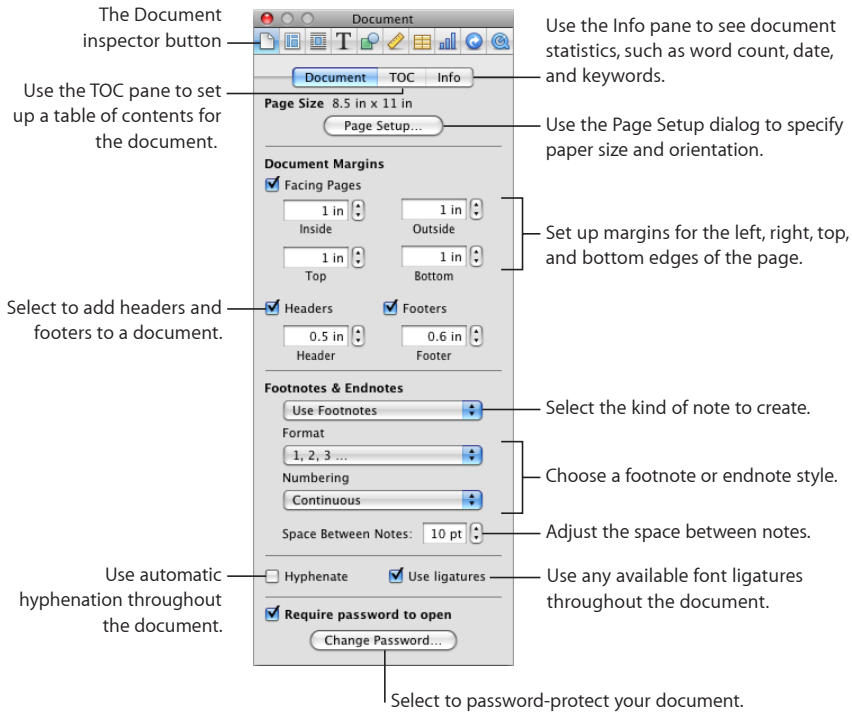 The Document
inspector button
Document
Use the Info pane to see document
statistics, such as word count, date,
and keywords.
T
Document TOC Info
Use the TOC pane to set
up a table of contents for
the document.
Page Size 8.5 in x 11 in
Page Setup...
Use the Page Setup dialog to specify
paper size and orientation.
Document Margins
Facing Pages
1 in 1 in
Inside Outside
1 in 1 in
Top Bottom
Set up margins for the left, right, top,
and bottom edges of the page.
Select to add headers and
footers to a document.
Headers Footers
0.5 in 0.6 in
Header Footer
Footnotes & Endnotes
Use Footnotes
Select the kind of note to create.
Format
1, 2, 3 ...
Numbering
Continuous
Choose a footnote or endnote style.
Space Between Notes: 10 pt
Adjust the space between notes.
Use automatic
hyphenation throughout
the document.
Hyphenate Use ligatures
Use any available font ligatures
throughout the document.
Require password to open
Change Password...
Select to password-protect your document.